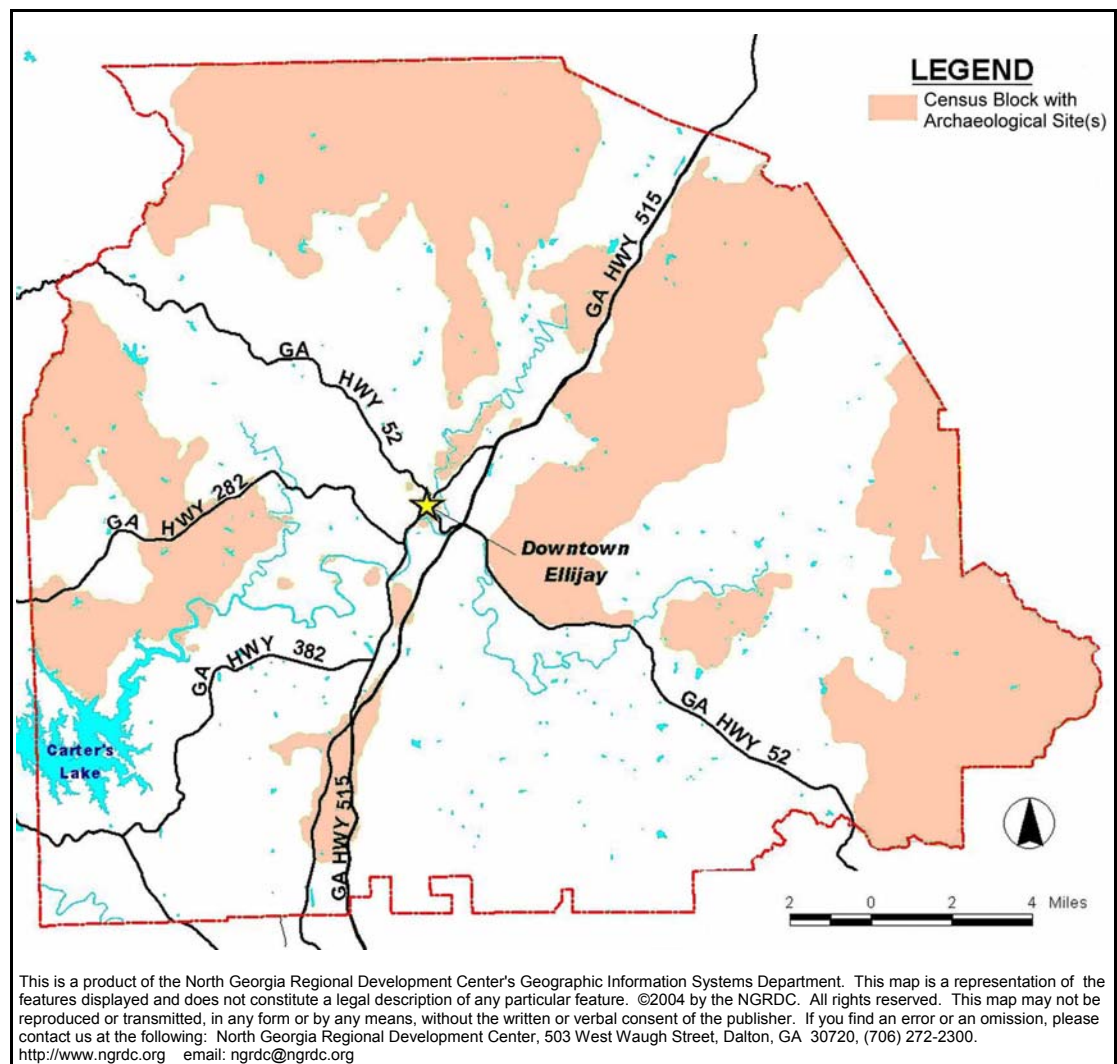 LEGEND
Census Block with
Archaeological Site(s)
GA HWY 515
GA HWY 52
GA HWY 282
Downtown
Ellijay
GA HWY 382
GA HWY 52
Carter's
Lake
GA HWY 515
2 0 2 4 Miles
This is a product of the North Georgia Regional Development Center's Geographic Information Systems Department. This map is a representation of the
features displayed and does not constitute a legal description of any particular feature. ©2004 by the NGRDC. All rights reserved. This map may not be
reproduced or transmitted, in any form or by any means, without the written or verbal consent of the publisher. If you find an error or an omission, please
contact us at the following: North Georgia Regional Development Center, 503 West Waugh Street, Dalton, GA 30720, (706) 272-2300.
http://www.ngrdc.org email: ngrdc@ngrdc.org